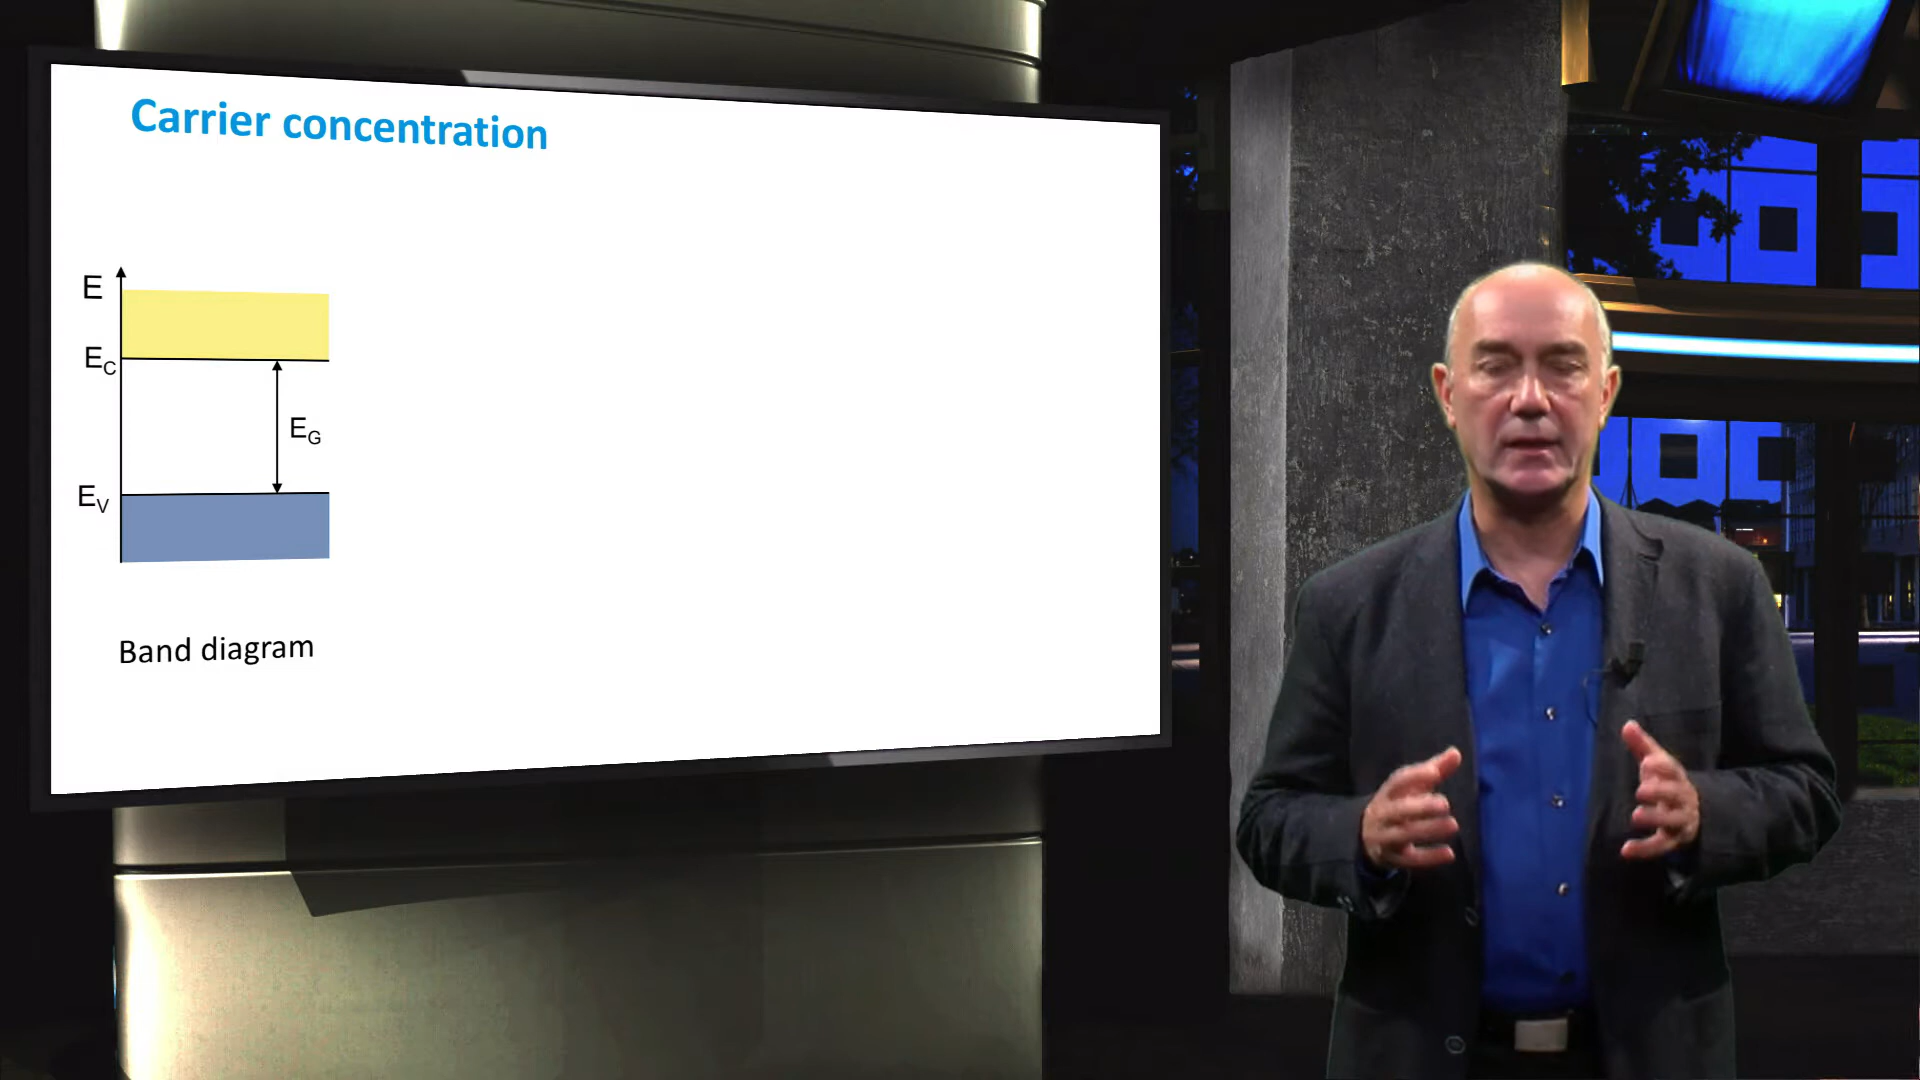 Carrier concentration
E
E_C
E_G
E_V
Band diagram